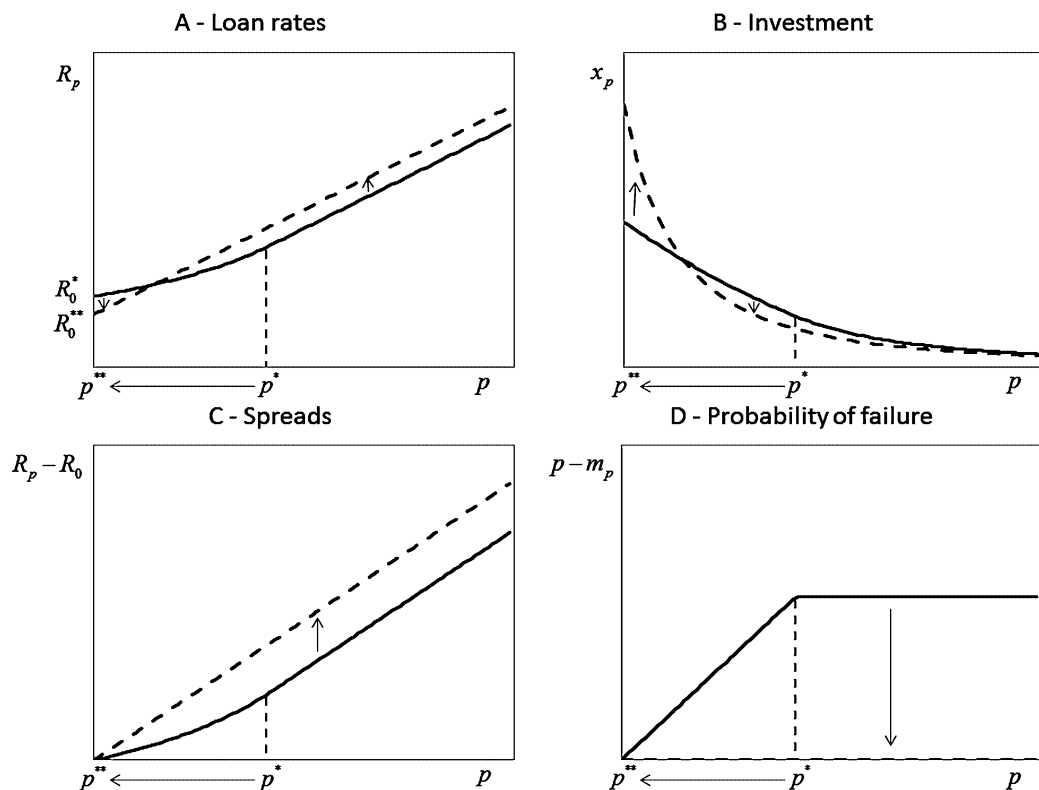 A - Loan rates
R_p
R_0^*
R_0^{**}
p^{**}
p^*
p
B - Investment
x_p
p^{**}
p^*
p
C - Spreads
R_p − R_0
p^{**}
p^*
p
D - Probability of failure
p − m_p
p^{**}
p^*
p